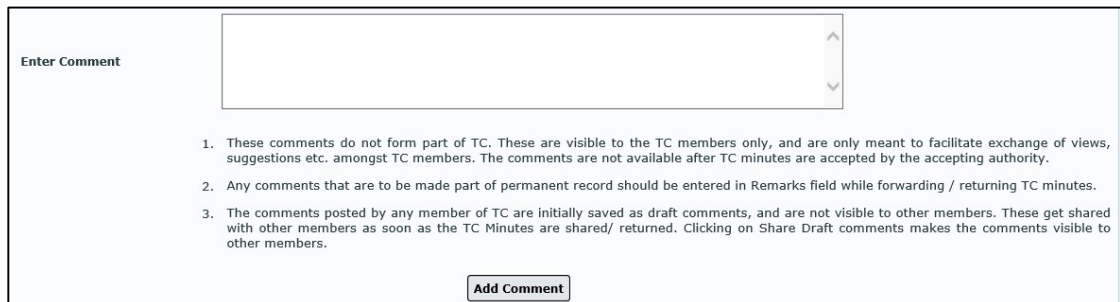 Enter Comment
1. These comments do not form part of TC. These are visible to the TC members only, and are only meant to facilitate exchange of views,
suggestions etc. amongst TC members. The comments are not available after TC minutes are accepted by the accepting authority.
2. Any comments that are to be made part of permanent record should be entered in Remarks field while forwarding / returning TC minutes.
3. The comments posted by any member of TC are initially saved as draft comments, and are not visible to other members. These get shared
with other members as soon as the TC Minutes are shared/ returned. Clicking on Share Draft comments makes the comments visible to
other members.
Add Comment